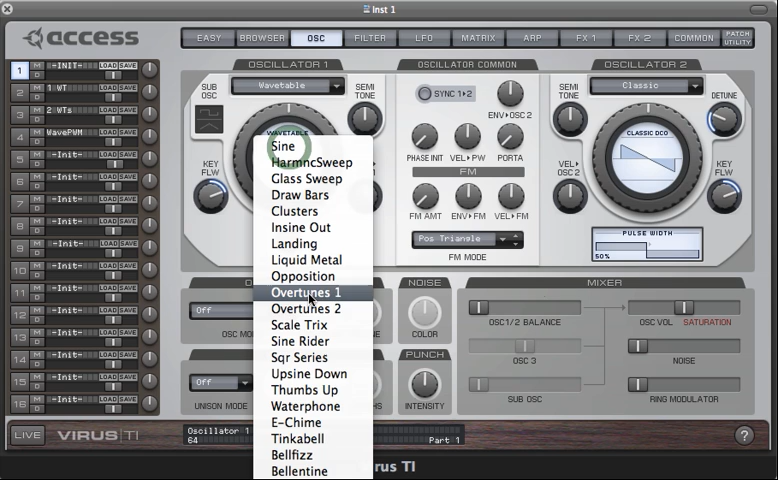 Inst 1
access
EASY BROWSER OSC FILTER LFO MATRIX ARP FX 1 FX 2 COMMON PATCH UTILITY
1 M D -INIT- LOAD SAVE
2 M D 1 WT LOAD SAVE
3 M D 2 WTs LOAD SAVE
4 M D WavePWM LOAD SAVE
5 M D -Init- LOAD SAVE
6 M D -Init- LOAD SAVE
7 M D -Init- LOAD SAVE
8 M D -Init- LOAD SAVE
9 M D -Init- LOAD SAVE
10 M D -Init- LOAD SAVE
11 M D -Init- LOAD SAVE
12 M D -Init- LOAD SAVE
13 M D -Init- LOAD SAVE
14 M D -Init- LOAD SAVE
15 M D -Init- LOAD SAVE
16 M D -Init- LOAD SAVE
OSCILLATOR 1
SUB OSC
Wavetable
SEMI TONE
WAVETABLE
KEY FLW
Sine
HarmncSweep
Glass Sweep
Draw Bars
Clusters
Insine Out
Landing
Liquid Metal
Opposition
Overtunes 1
Overtunes 2
Scale Trix
Sine Rider
Sqr Series
Upsine Down
Thumbs Up
Waterphone
E-Chime
Tinkabell
Bellfizz
Bellentine
OSCILLATOR COMMON
SYNC 1▸2
ENV▸OSC 2
PHASE INIT VEL▸PW PORTA
FM
FM AMT ENV▸FM VEL▸FM
Pos Triangle
FM MODE
OSCILLATOR 2
SEMI TONE
Classic
DETUNE
CLASSIC DCO
VEL▸ OSC 2
KEY FLW
PULSE WIDTH
50%
Off
Off
UNISON MODE
NOISE
COLOR
PUNCH
INTENSITY
MIXER
OSC1/2 BALANCE
OSC VOL SATURATION
OSC 3
NOISE
SUB OSC
RING MODULATOR
LIVE
VIRUS TI
Oscillator 1
64
Part 1
?
rus TI